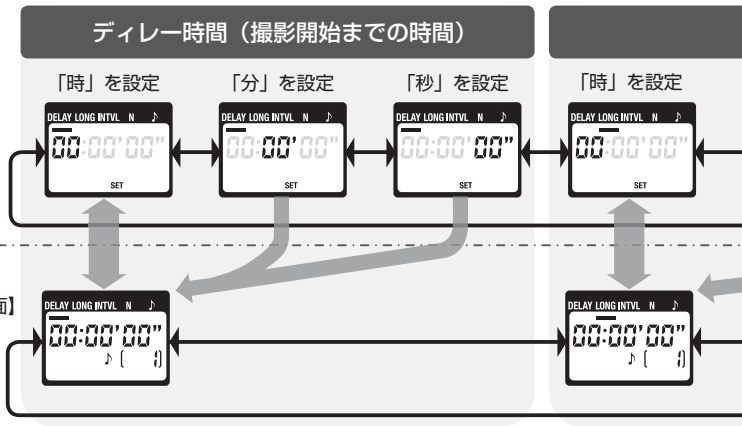 ディレー時間（撮影開始までの時間）
「時」を設定
「分」を設定
「秒」を設定
「時」を設定
DELAY LONG INTVL N ♪
00:00'00"
SET
DELAY LONG INTVL N ♪
00:00'00"
SET
DELAY LONG INTVL N ♪
00:00'00"
SET
DELAY LONG INTVL N ♪
00:00'00"
SET
面】
DELAY LONG INTVL N ♪
00:00'00"
♪ [ 1]
DELAY LONG INTVL N ♪
00:00'00"
♪ [ 1]